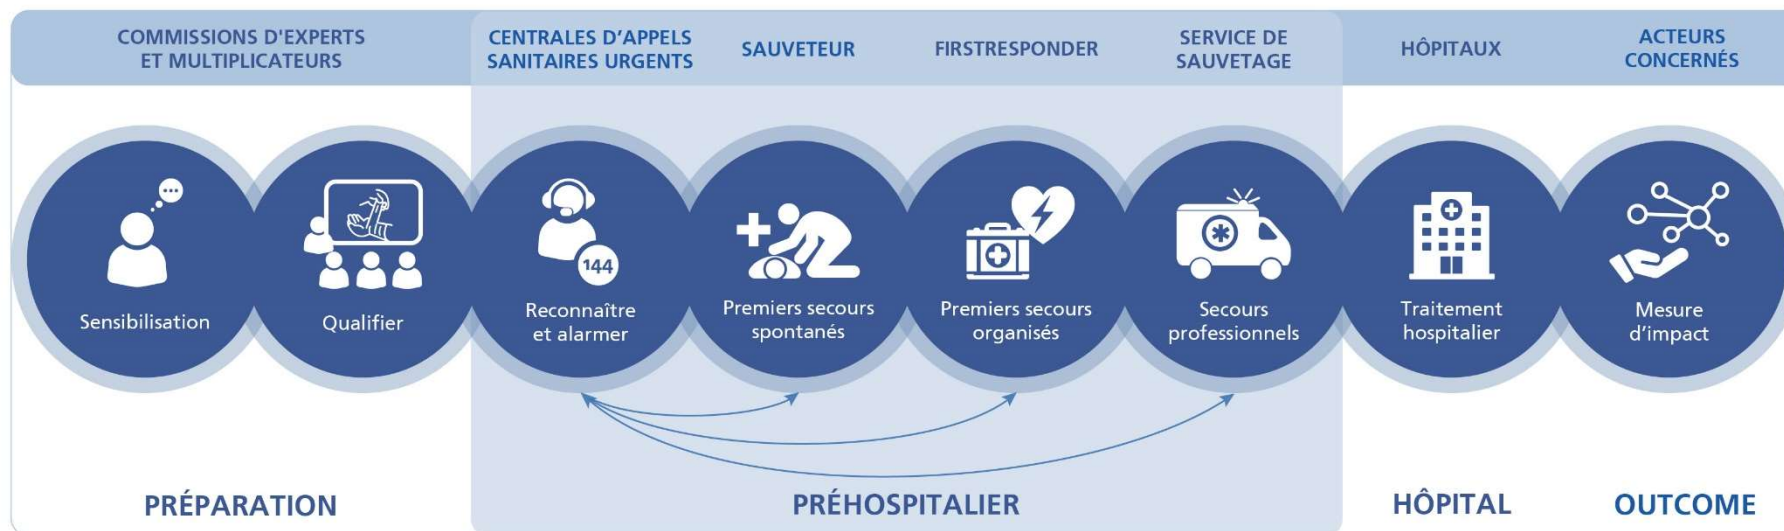 COMMISSIONS D'EXPERTS
ET MULTIPLICATEURS
CENTRALES D’APPELS
SANITAIRES URGENTS
SAUVETEUR
FIRSTRESPONDER
SERVICE DE
SAUVETAGE
HÔPITAUX
ACTEURS
CONCERNÉS
Sensibilisation
Qualifier
144
Reconnaître
et alarmer
Premiers secours
spontanés
Premiers secours
organisés
Secours
professionnels
Traitement
hospitalier
Mesure
d’impact
PRÉPARATION
PRÉHOSPITALIER
HÔPITAL
OUTCOME